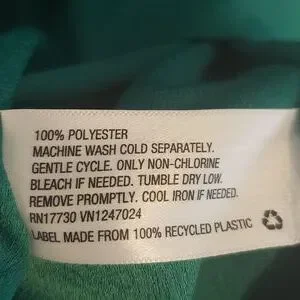 100% POLYESTER
MACHINE WASH COLD SEPARATELY.
GENTLE CYCLE. ONLY NON-CHLORINE
BLEACH IF NEEDED. TUMBLE DRY LOW.
REMOVE PROMPTLY. COOL IRON IF NEEDED.
RN17730 VN1247024
LABEL MADE FROM 100% RECYCLED PLASTIC